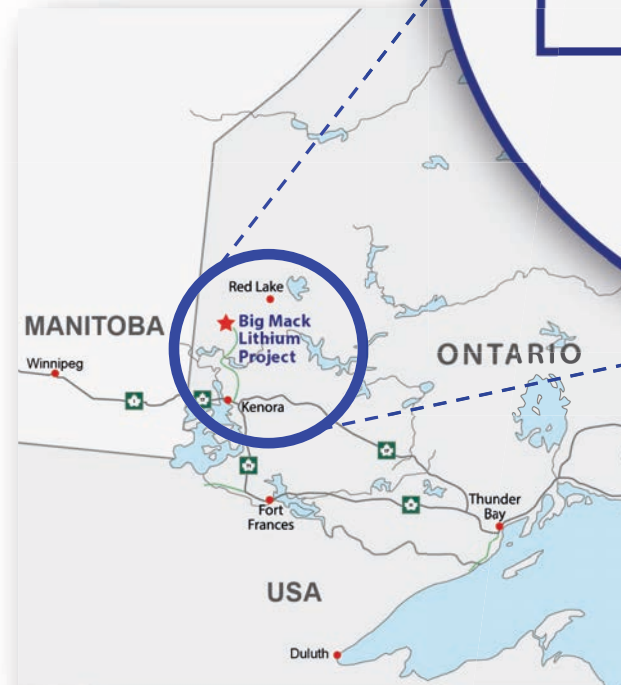 Red Lake
Big Mack
Lithium
Project
MANITOBA
ONTARIO
Winnipeg
Kenora
Fort
Frances
Thunder
Bay
USA
Duluth